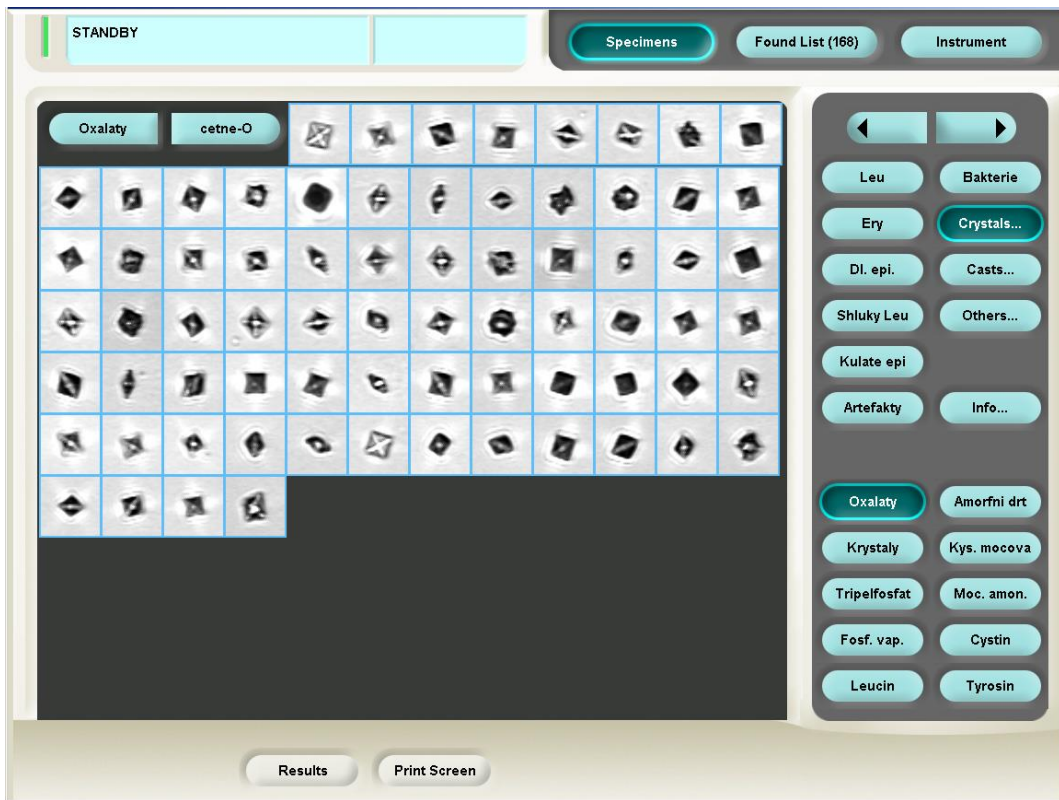 STANDBY
Specimens
Found List (168)
Instrument
Oxalaty
cetne-O
Leu
Bakterie
Ery
Crystals...
Dl. epi.
Casts...
Shluky Leu
Others...
Kulate epi
Artefakty
Info...
Oxalaty
Amorfni drt
Krystaly
Kys. mocova
Tripelfosfat
Moc. amon.
Fosf. vap.
Cystin
Leucin
Tyrosin
Results
Print Screen